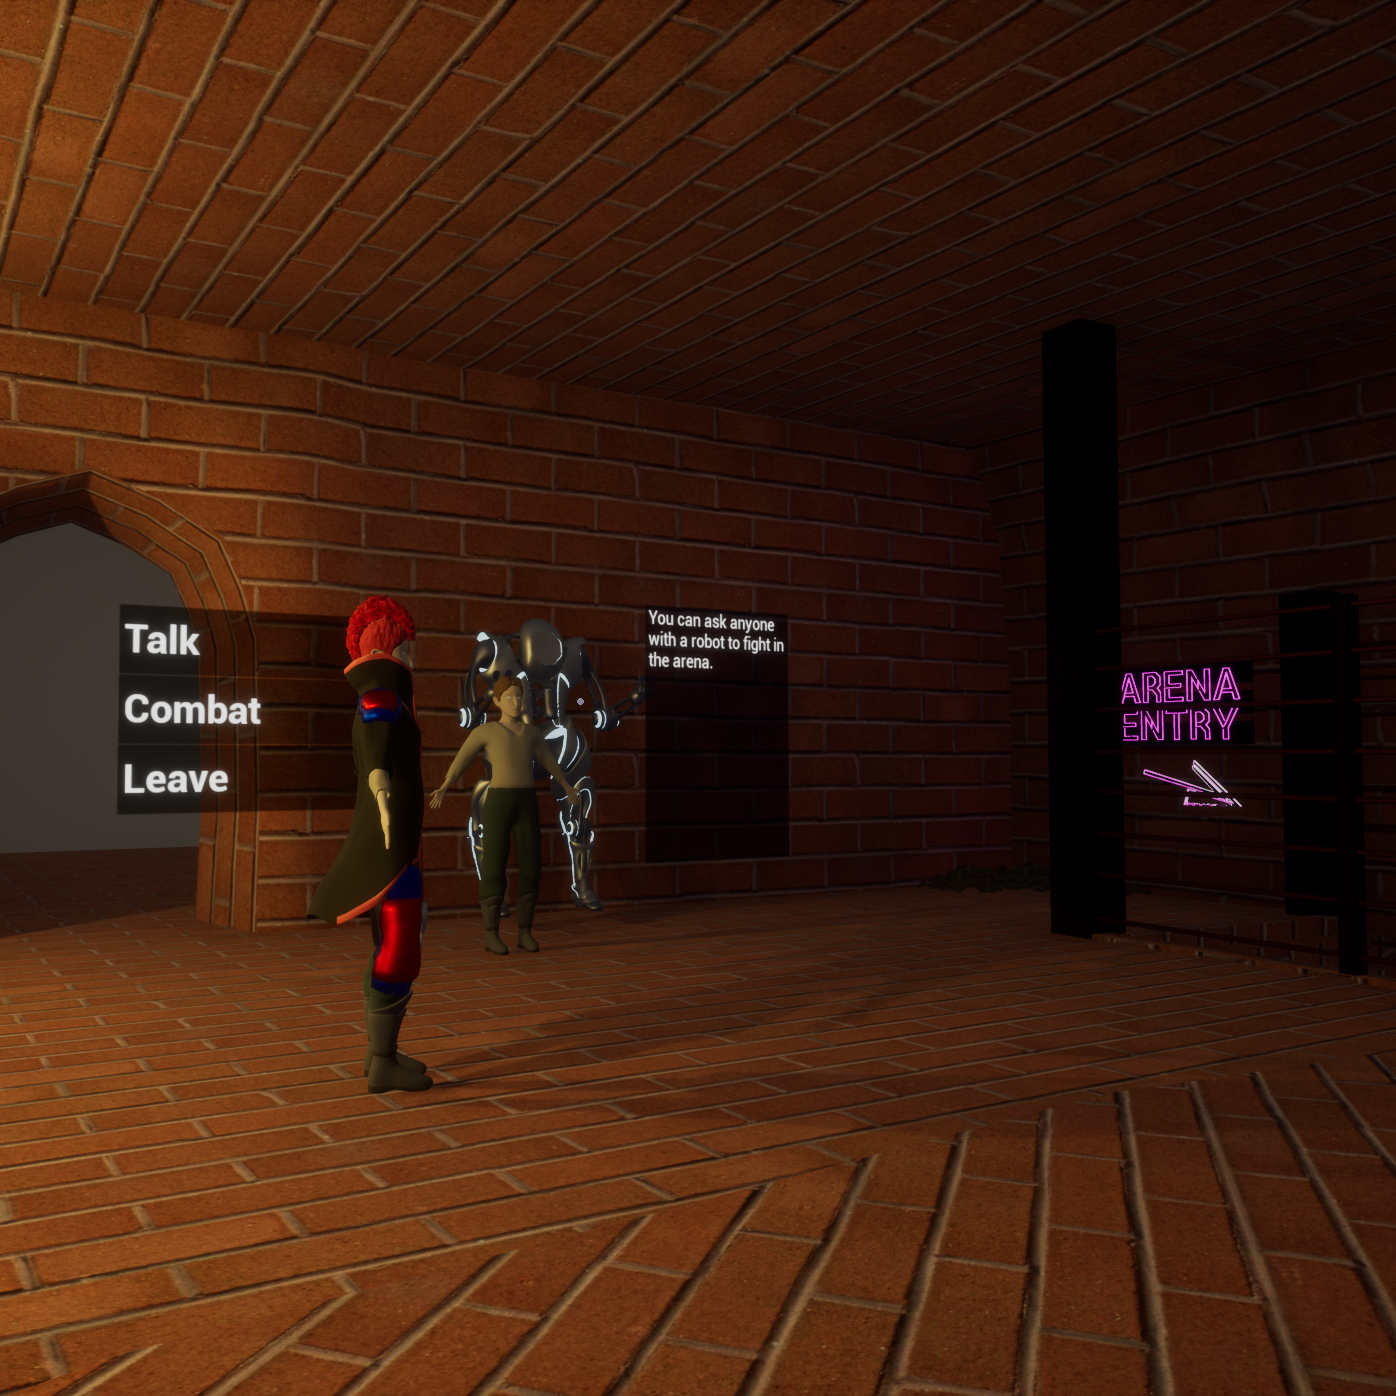 Talk
Combat
Leave
You can ask anyone
with a robot to fight in
the arena.
ARENA
ENTRY